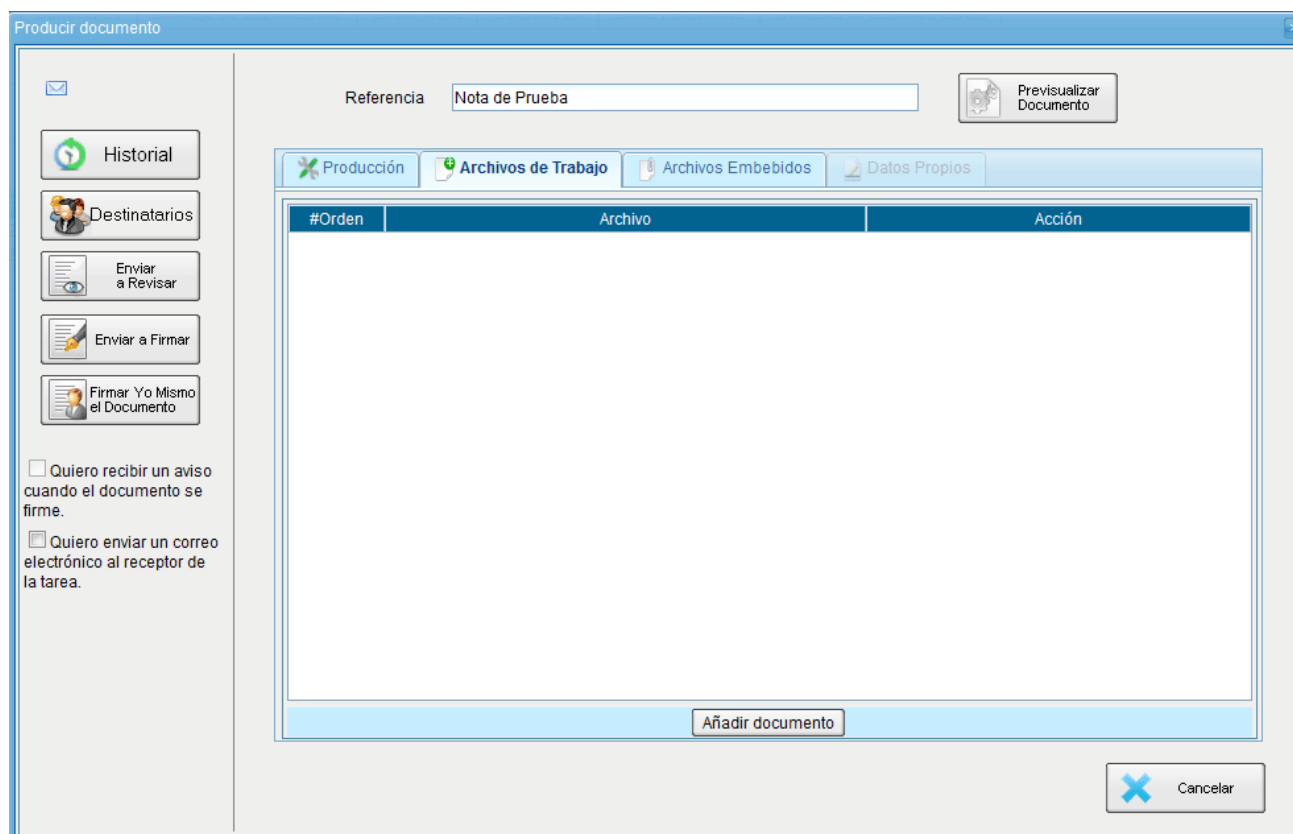 Producir documento
Referencia
Nota de Prueba
Previsualizar
Documento
Historial
Destinatarios
Enviar
a Revisar
Enviar a Firmar
Firmar Yo Mismo
el Documento
Quiero recibir un aviso
cuando el documento se
firme.
Quiero enviar un correo
electrónico al receptor de
la tarea.
Producción
Archivos de Trabajo
Archivos Embebidos
Datos Propios
#Orden
Archivo
Acción
Añadir documento
Cancelar